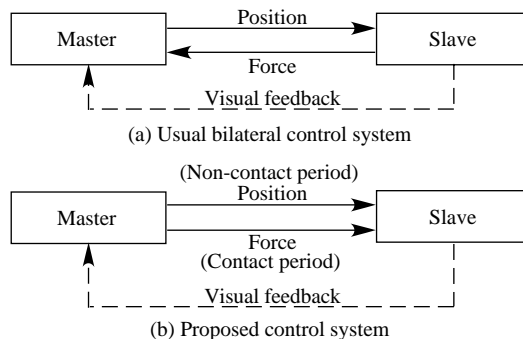 Position
Master
Slave
Force
Visual feedback
(a) Usual bilateral control system
(Non-contact period)
Position
Master
Slave
Force
(Contact period)
Visual feedback
(b) Proposed control system